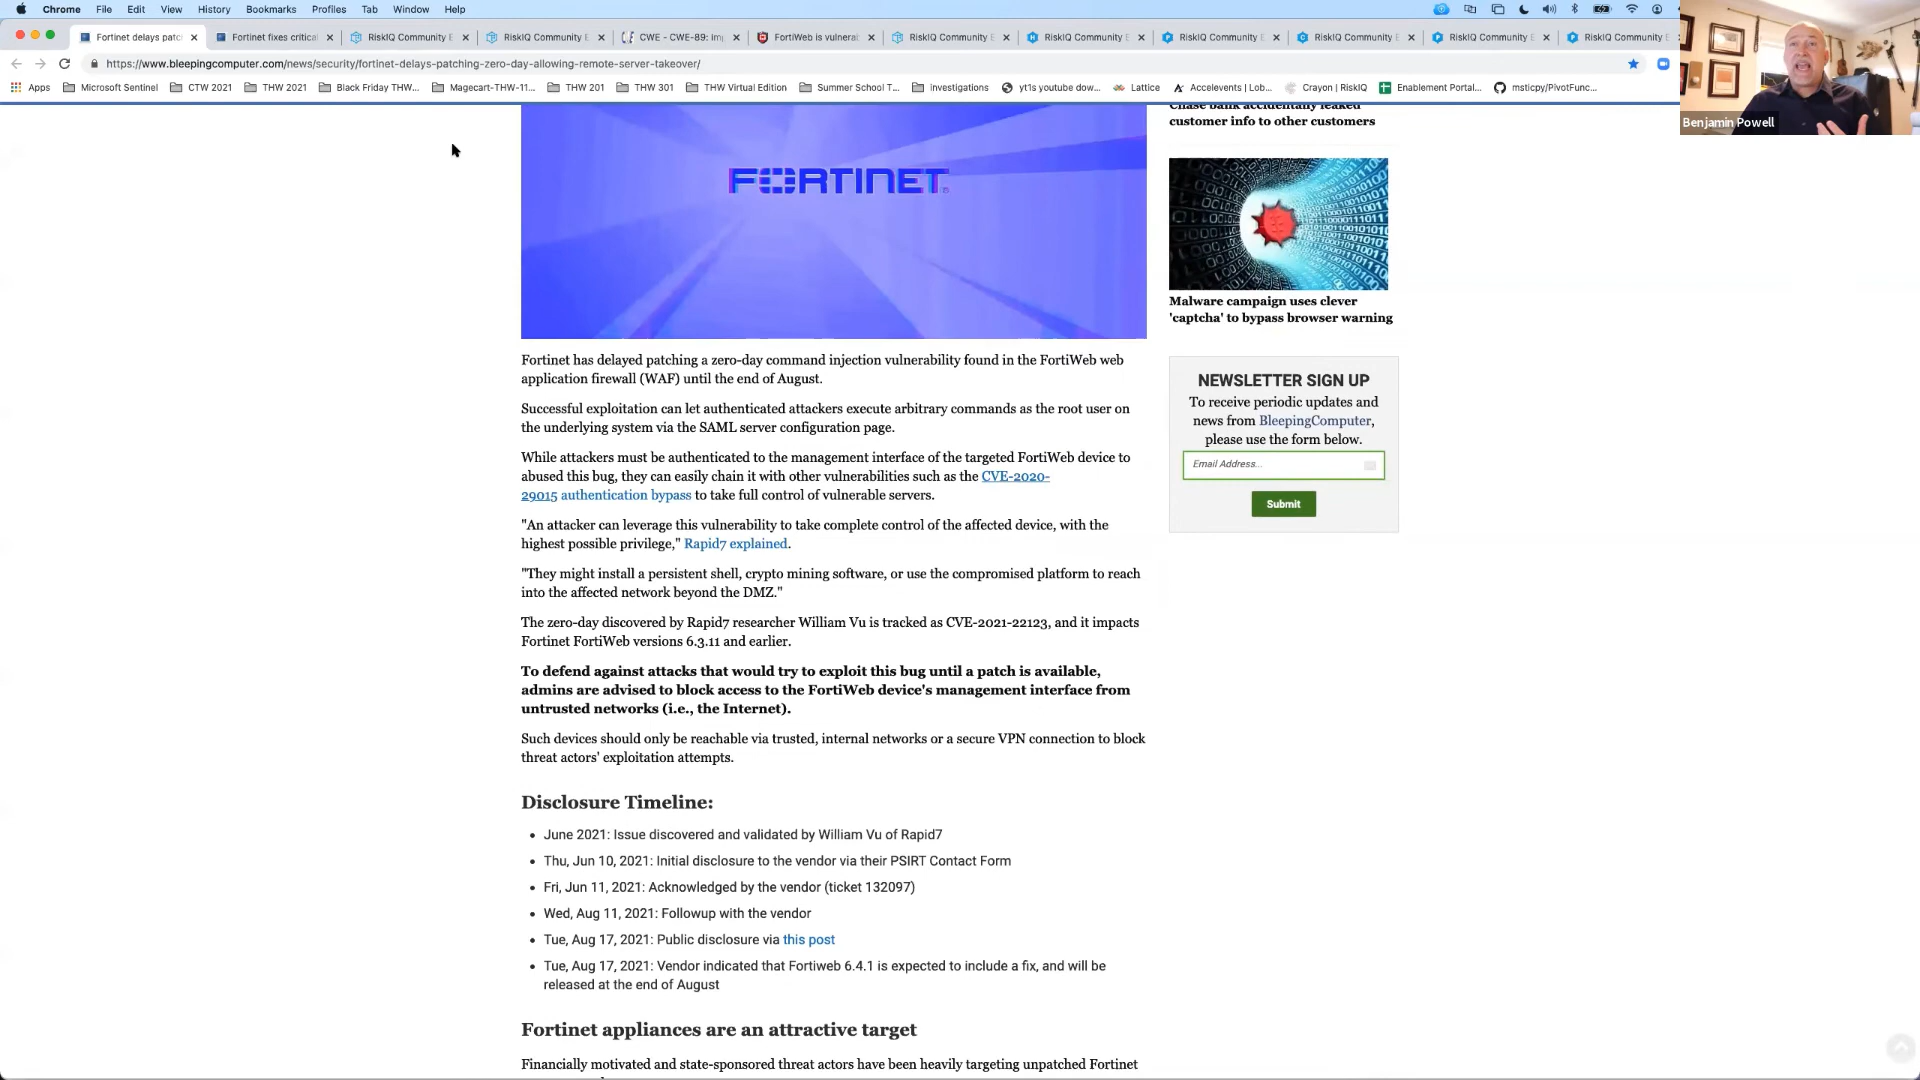 Chrome File Edit View History Bookmarks Profiles Tab Window Help
Fortinet delays patc Fortinet fixes critica RiskIQ Community E RiskIQ Community E CWE - CWE-89: Im FortiWeb is vulnera RiskIQ Community E RiskIQ Community E RiskIQ Community E RiskIQ Community E RiskIQ Community E RiskIQ Community E
https://www.bleepingcomputer.com/news/security/fortinet-delays-patching-zero-day-allowing-remote-server-takeover/
Apps Microsoft Sentinel CTW 2021 THW 2021 Black Friday THW... Magecart-THW-11... THW 201 THW 301 THW Virtual Edition Summer School T... Investigations yt1s youtube dow... Lattice Accelevents | Lob... Crayon | RiskIQ Enablement Portal... msticpy/PivotFunc...
Benjamin Powell
FORTINET
Chase bank accidentally leaked
customer info to other customers
Malware campaign uses clever
'captcha' to bypass browser warning
Fortinet has delayed patching a zero-day command injection vulnerability found in the FortiWeb web
application firewall (WAF) until the end of August.
Successful exploitation can let authenticated attackers execute arbitrary commands as the root user on
the underlying system via the SAML server configuration page.
While attackers must be authenticated to the management interface of the targeted FortiWeb device to
abused this bug, they can easily chain it with other vulnerabilities such as the CVE-2020-
29015 authentication bypass to take full control of vulnerable servers.
"An attacker can leverage this vulnerability to take complete control of the affected device, with the
highest possible privilege," Rapid7 explained.
"They might install a persistent shell, crypto mining software, or use the compromised platform to reach
into the affected network beyond the DMZ."
The zero-day discovered by Rapid7 researcher William Vu is tracked as CVE-2021-22123, and it impacts
Fortinet FortiWeb versions 6.3.11 and earlier.
To defend against attacks that would try to exploit this bug until a patch is available,
admins are advised to block access to the FortiWeb device's management interface from
untrusted networks (i.e., the Internet).
Such devices should only be reachable via trusted, internal networks or a secure VPN connection to block
threat actors' exploitation attempts.
Disclosure Timeline:
• June 2021: Issue discovered and validated by William Vu of Rapid7
• Thu, Jun 10, 2021: Initial disclosure to the vendor via their PSIRT Contact Form
• Fri, Jun 11, 2021: Acknowledged by the vendor (ticket 132097)
• Wed, Aug 11, 2021: Followup with the vendor
• Tue, Aug 17, 2021: Public disclosure via this post
• Tue, Aug 17, 2021: Vendor indicated that Fortiweb 6.4.1 is expected to include a fix, and will be
released at the end of August
Fortinet appliances are an attractive target
Financially motivated and state-sponsored threat actors have been heavily targeting unpatched Fortinet
NEWSLETTER SIGN UP
To receive periodic updates and
news from BleepingComputer,
please use the form below.
Email Address...
Submit